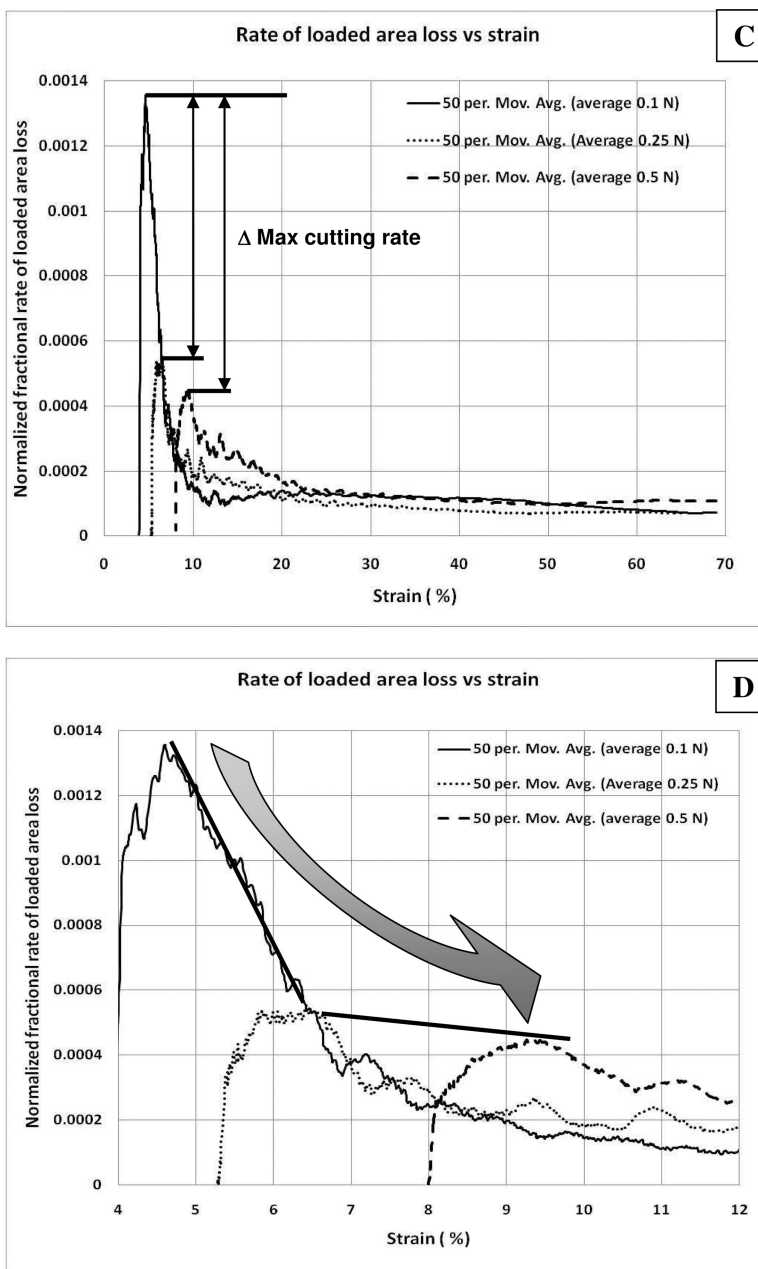 Rate of loaded area loss vs strain
C
Normalized fractional rate of loaded area loss
0.0014
0.0012
0.001
0.0008
0.0006
0.0004
0.0002
0
50 per. Mov. Avg. (average 0.1 N)
50 per. Mov. Avg. (Average 0.25 N)
50 per. Mov. Avg. (average 0.5 N)
Δ Max cutting rate
0 10 20 30 40 50 60 70
Strain ( %)
Rate of loaded area loss vs strain
D
Normalized fractional rate of loaded area loss
0.0014
0.0012
0.001
0.0008
0.0006
0.0004
0.0002
0
50 per. Mov. Avg. (average 0.1 N)
50 per. Mov. Avg. (Average 0.25 N)
50 per. Mov. Avg. (average 0.5 N)
4 5 6 7 8 9 10 11 12
Strain ( %)